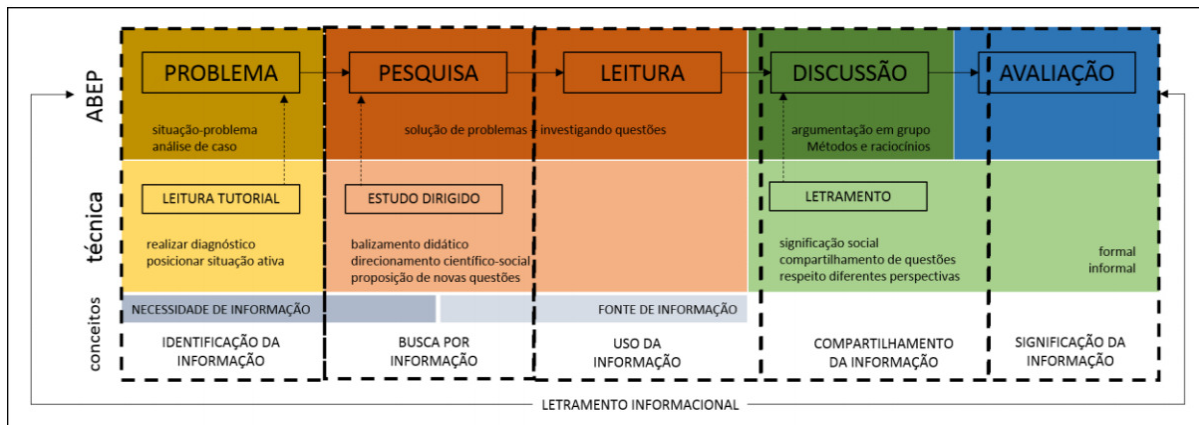 ABEP
PROBLEMA
PESQUISA
LEITURA
DISCUSSÃO
AVALIAÇÃO
situação-problema
análise de caso
solução de problemas + investigando questões
argumentação em grupo
Métodos e raciocínios
técnica
LEITURA TUTORIAL
ESTUDO DIRIGIDO
LETRAMENTO
realizar diagnóstico
posicionar situação ativa
balizamento didático
direcionamento científico-social
proposição de novas questões
significação social
compartilhamento de questões
respeito diferentes perspectivas
formal
informal
conceitos
NECESSIDADE DE INFORMAÇÃO
FONTE DE INFORMAÇÃO
IDENTIFICAÇÃO DA
INFORMAÇÃO
BUSCA POR
INFORMAÇÃO
USO DA
INFORMAÇÃO
COMPARTILHAMENTO
DA INFORMAÇÃO
SIGNIFICAÇÃO DA
INFORMAÇÃO
LETRAMENTO INFORMACIONAL